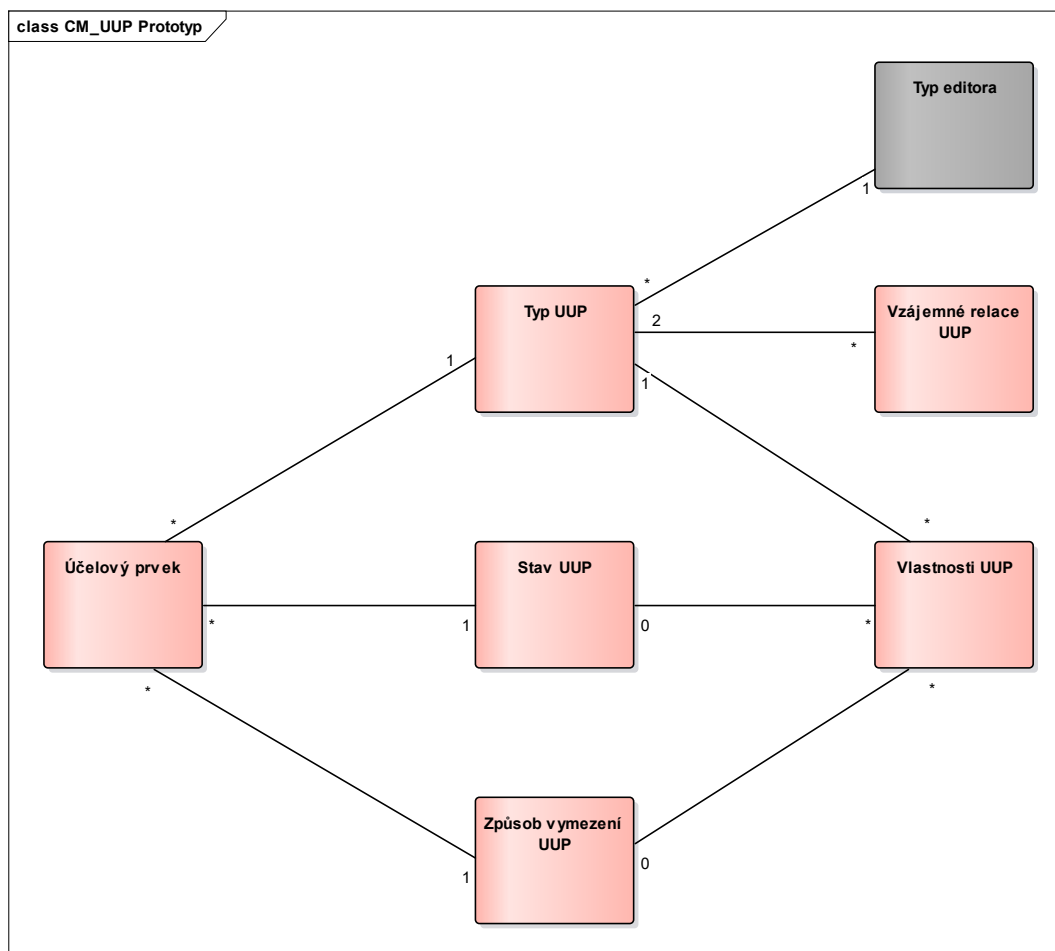 class CM_UUP Prototyp
Typ editora
1
*
Typ UUP
2
Vzájemné relace
UUP
*
1
1
*
*
Účelový prvek
Stav UUP
Vlastnosti UUP
*
1
0
*
*
*
Způsob vymezení
UUP
1
0